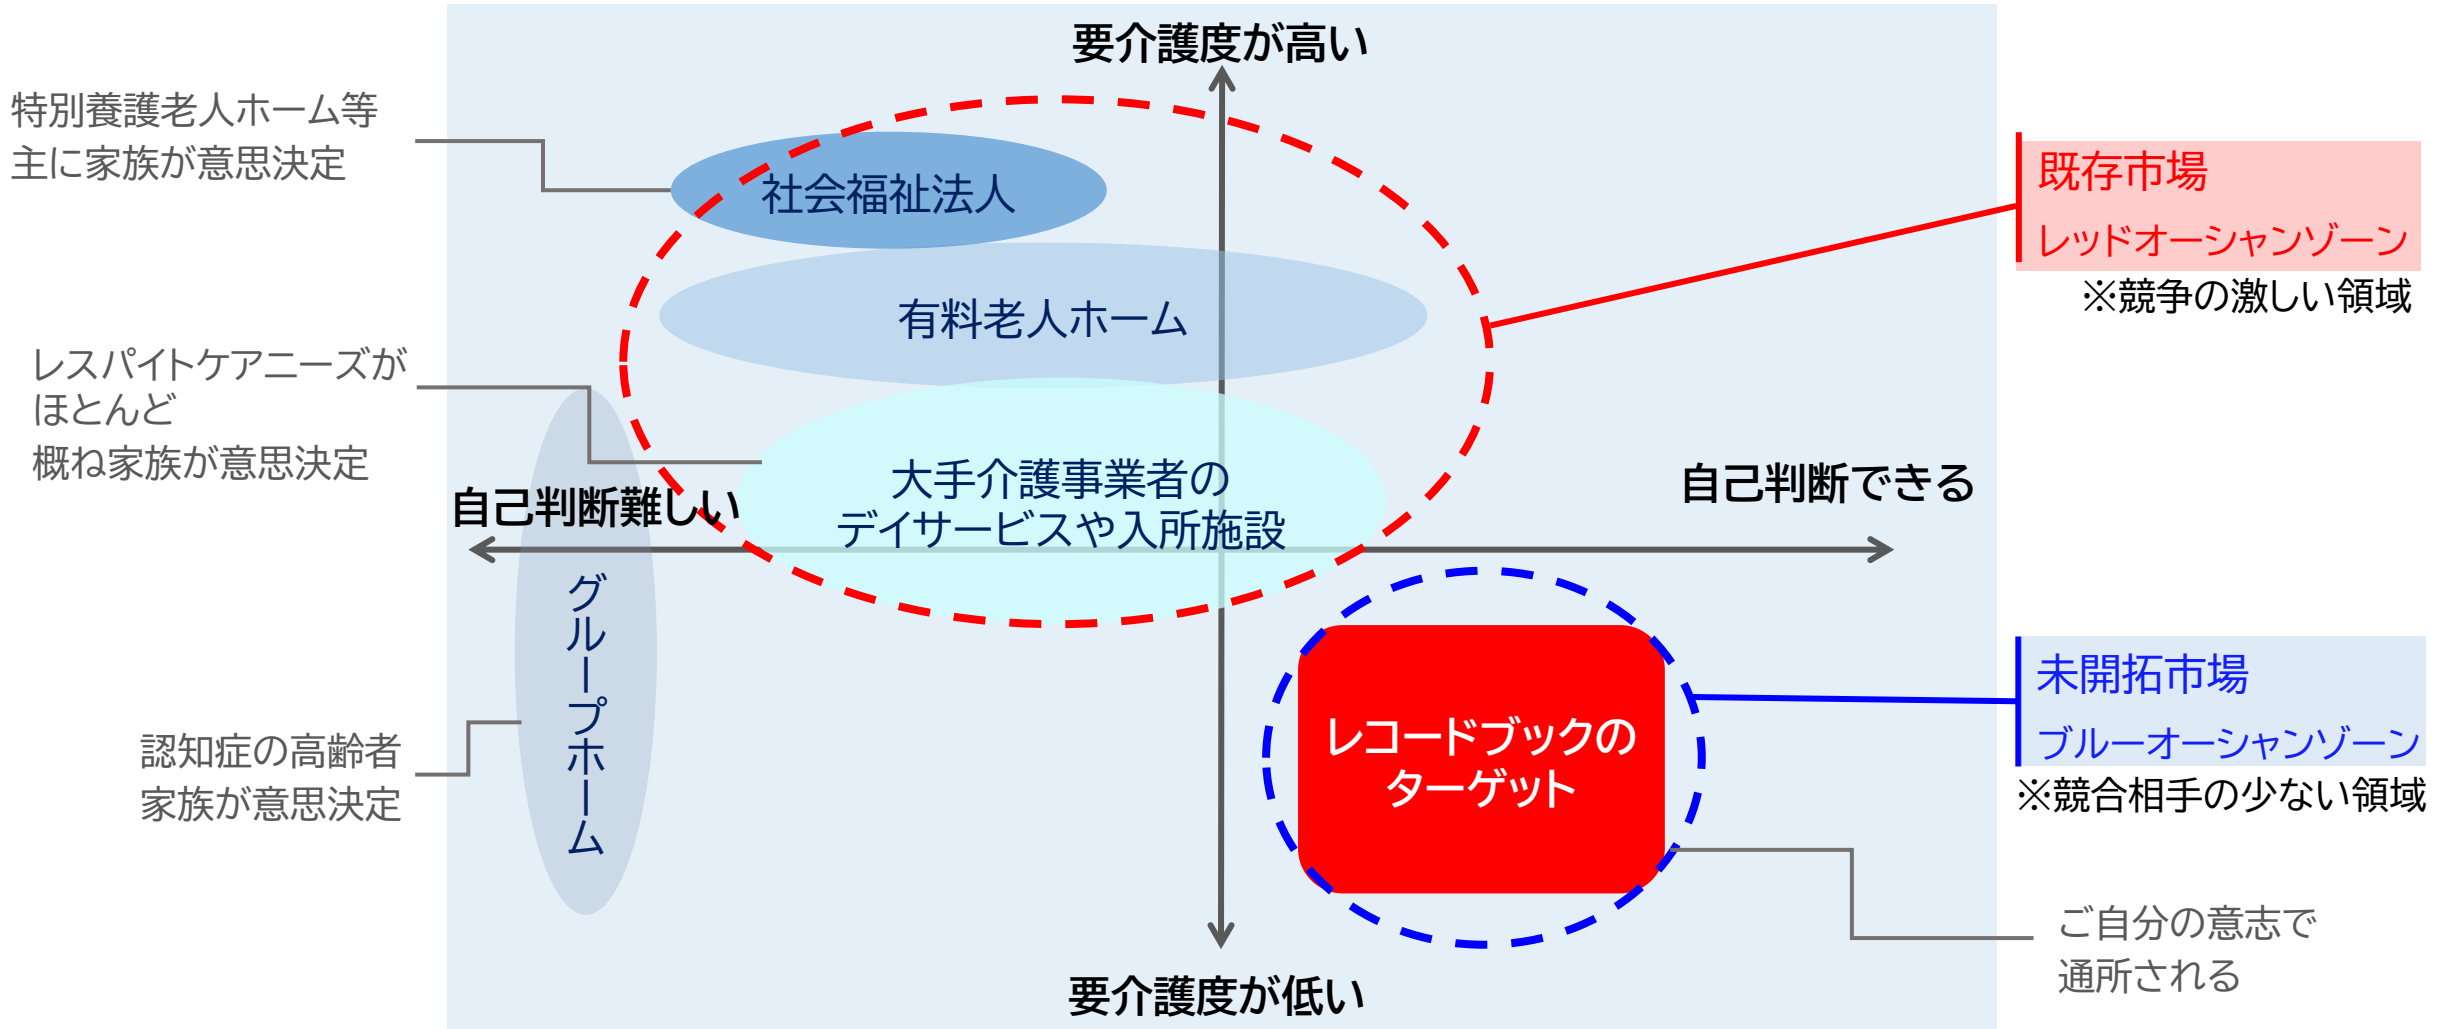 要介護度が高い
特別養護老人ホーム等
主に家族が意思決定
社会福祉法人
既存市場
レッドオーシャンゾーン
※競争の激しい領域
有料老人ホーム
レスパイトケアニーズが
ほとんど
概ね家族が意思決定
大手介護事業者の
デイサービスや入所施設
自己判断難しい
自己判断できる
グループホーム
認知症の高齢者
家族が意思決定
レコードブックの
ターゲット
未開拓市場
ブルーオーシャンゾーン
※競合相手の少ない領域
ご自分の意志で
通所される
要介護度が低い